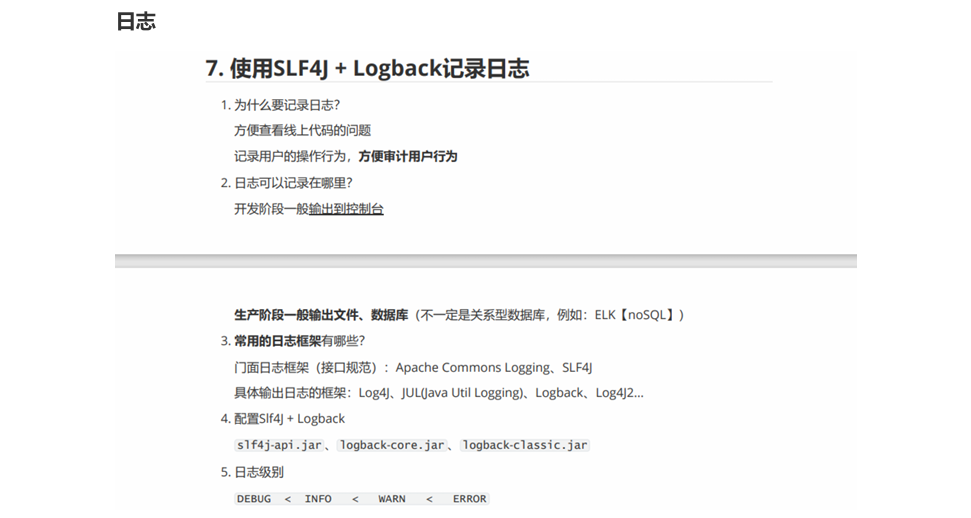 日志
7. 使用SLF4J + Logback记录日志
1. 为什么要记录日志?
方便查看线上代码的问题
记录用户的操作行为，方便审计用户行为
2. 日志可以记录在哪里?
开发阶段一般输出到控制台
生产阶段一般输出文件、数据库（不一定是关系型数据库，例如：ELK【noSQL】）
3. 常用的日志框架有哪些?
门面日志框架（接口规范）：Apache Commons Logging、SLF4J
具体输出日志的框架：Log4J、JUL(Java Util Logging)、Logback、Log4J2...
4. 配置Slf4J + Logback
slf4j-api.jar、logback-core.jar、logback-classic.jar
5. 日志级别
DEBUG < INFO < WARN < ERROR